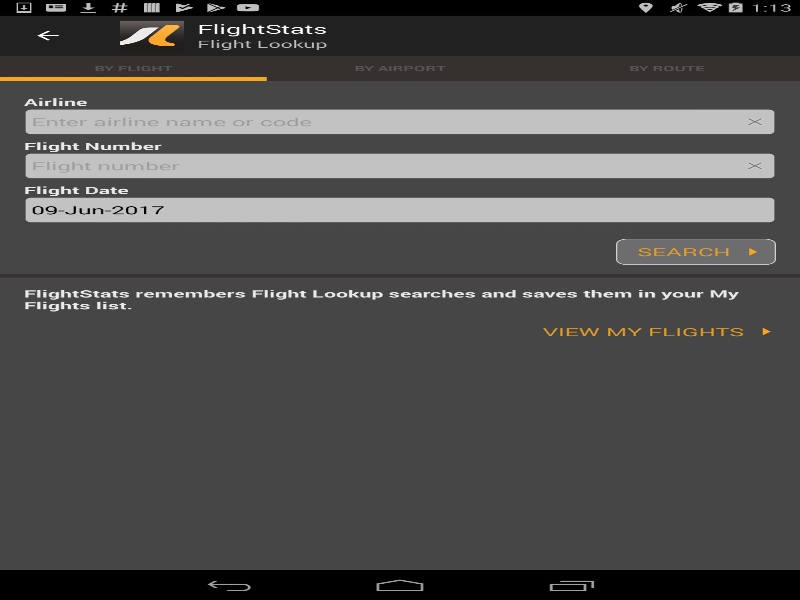 1:13
FlightStats
Flight Lookup
BY FLIGHT
BY AIRPORT
BY ROUTE
Airline
Enter airline name or code
Flight Number
Flight number
Flight Date
09-Jun-2017
SEARCH
FlightStats remembers Flight Lookup searches and saves them in your My
Flights list.
VIEW MY FLIGHTS